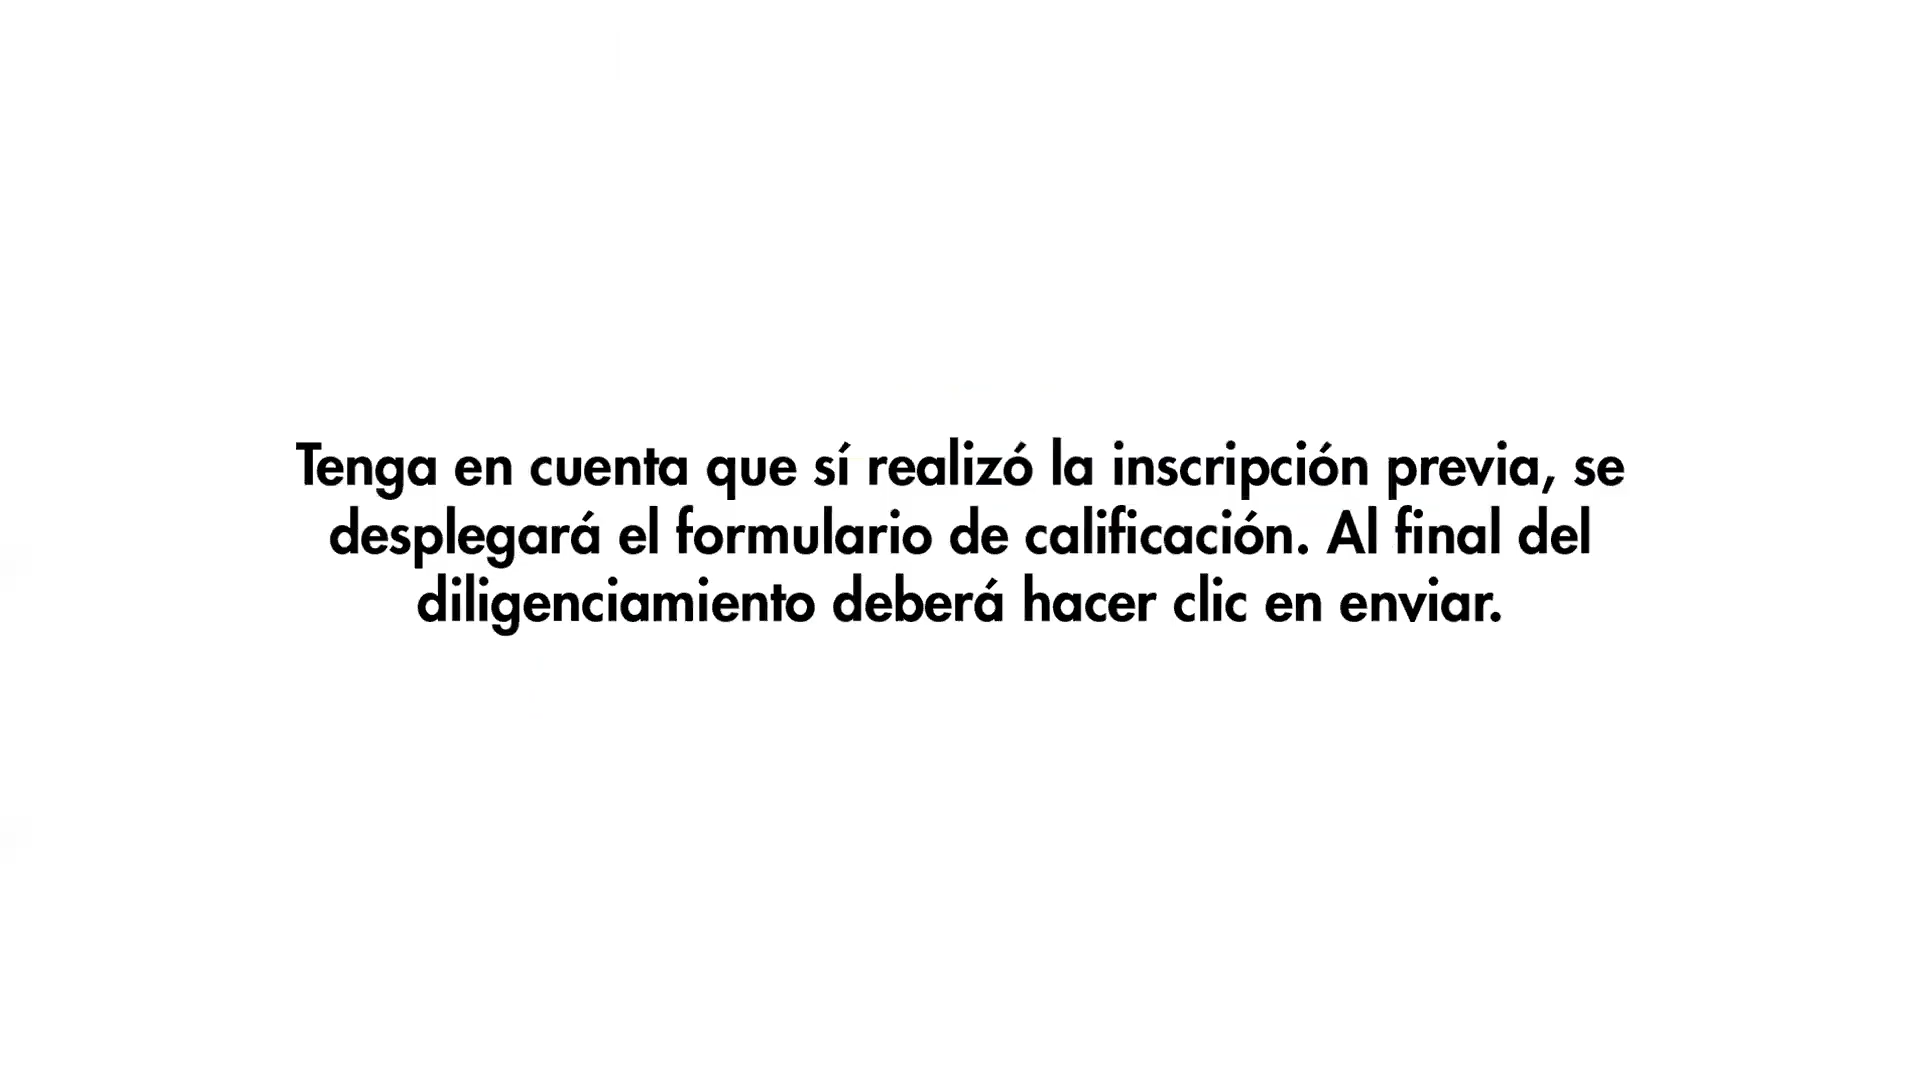 Tenga en cuenta que sí realizó la inscripción previa, se
desplegará el formulario de calificación. Al final del
diligenciamiento deberá hacer clic en enviar.